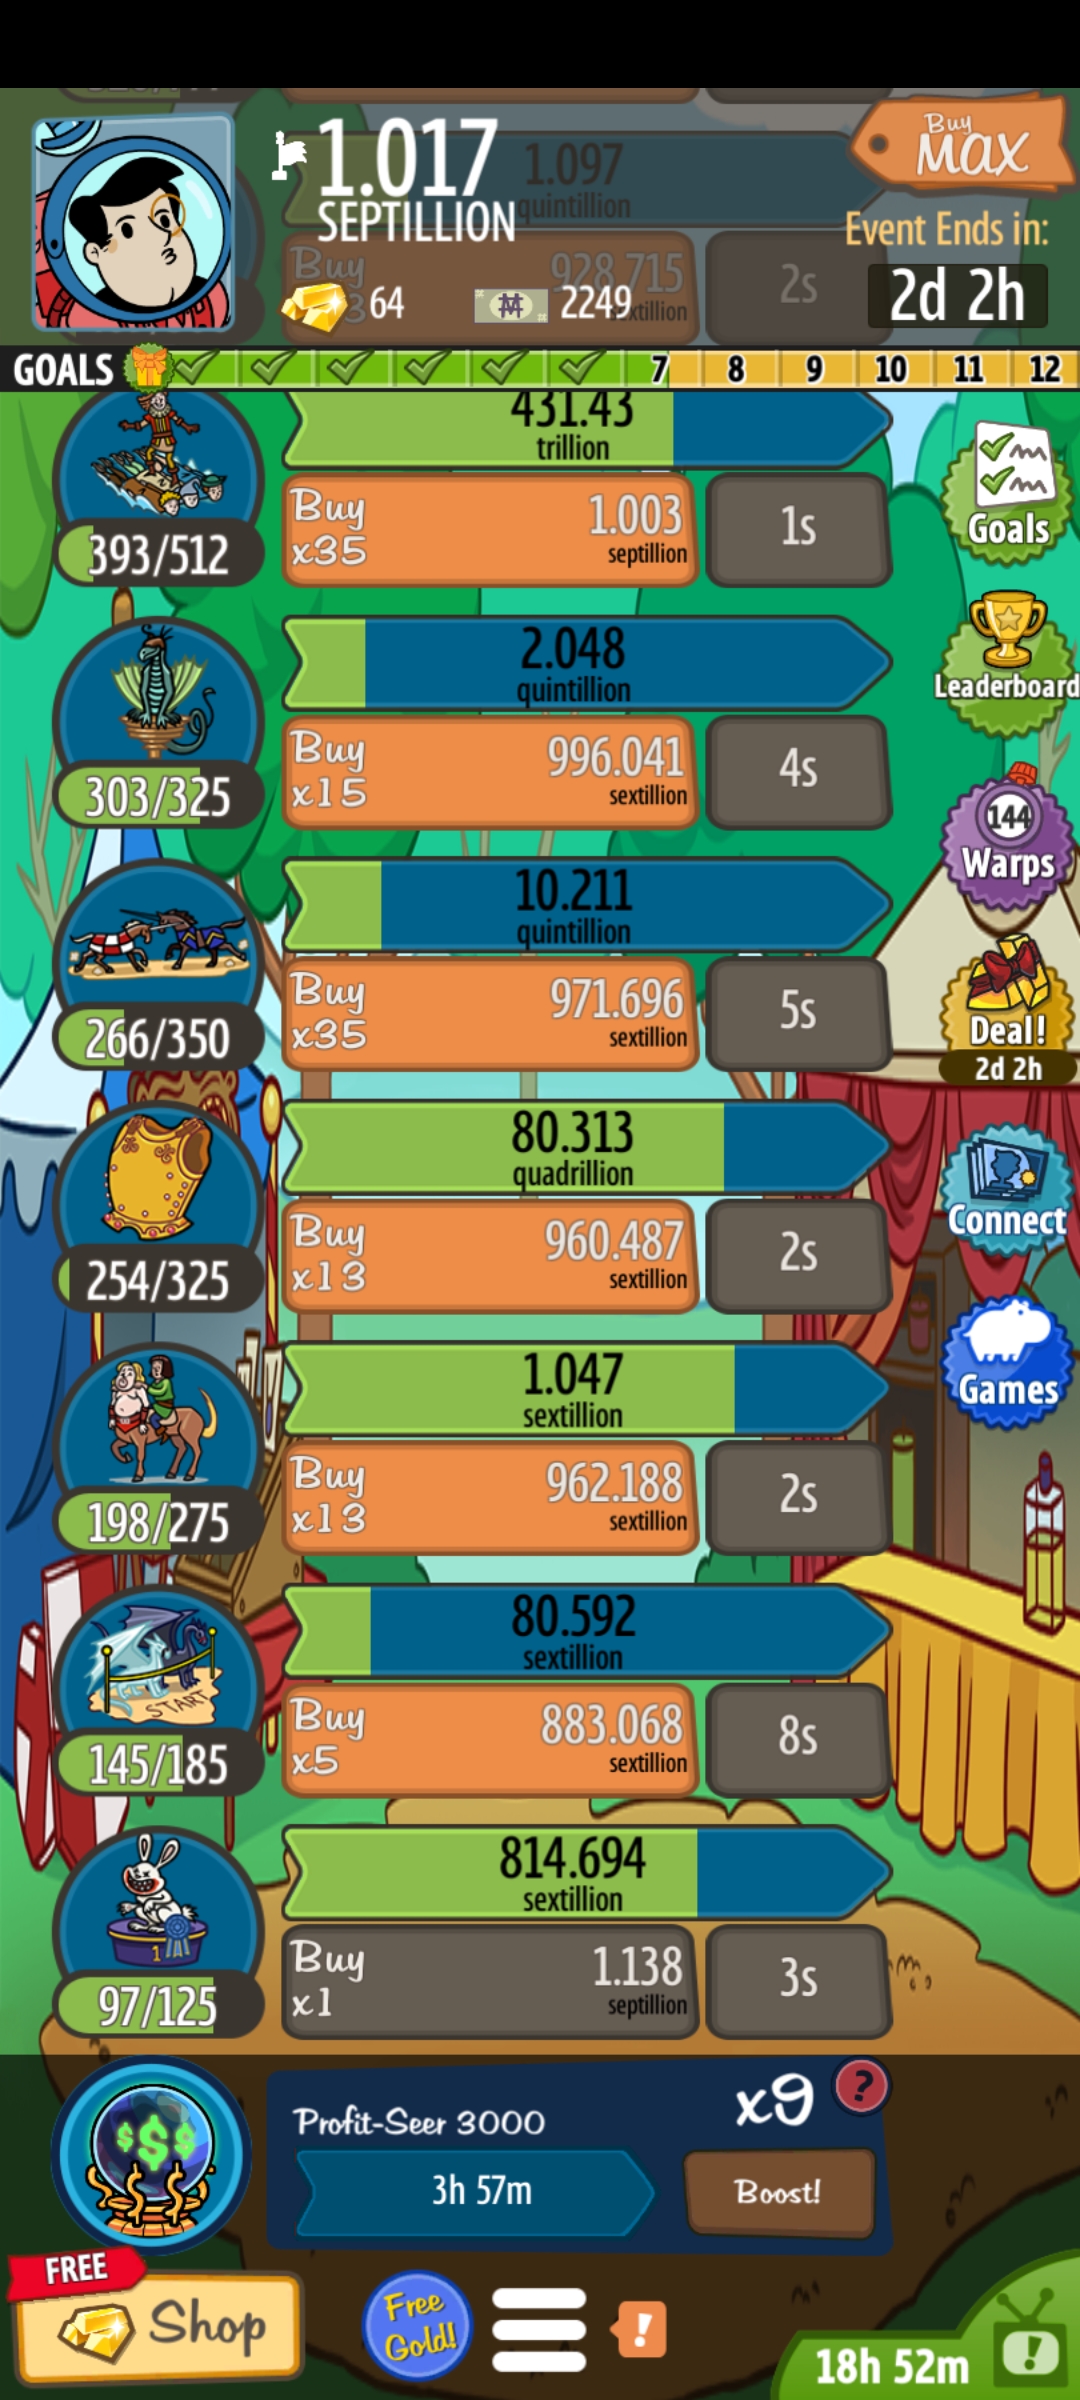 1.017
SEPTILLION
64
2249
1.097
quintillion
Buy
928.715
2s
Buy
MAX
Event Ends in:
2d 2h
GOALS
7 8 9 10 11 12
431.43
trillion
393/512
Buy
x35
1.003
septillion
1s
2.048
quintillion
303/325
Buy
x15
996.041
sextillion
4s
10.211
quintillion
266/350
Buy
x35
971.696
sextillion
5s
80.313
quadrillion
254/325
Buy
x13
960.487
sextillion
2s
1.047
sextillion
198/275
Buy
x13
962.188
sextillion
2s
START
80.592
sextillion
145/185
Buy
x5
883.068
sextillion
8s
1
814.694
sextillion
97/125
Buy
x1
1.138
septillion
3s
Goals
Leaderboard
144
Warps
Deal!
2d 2h
Connect
Games
$$$
Profit-Seer 3000
x9
?
3h 57m
Boost!
FREE
Shop
Free
Gold!
!
18h 52m
!